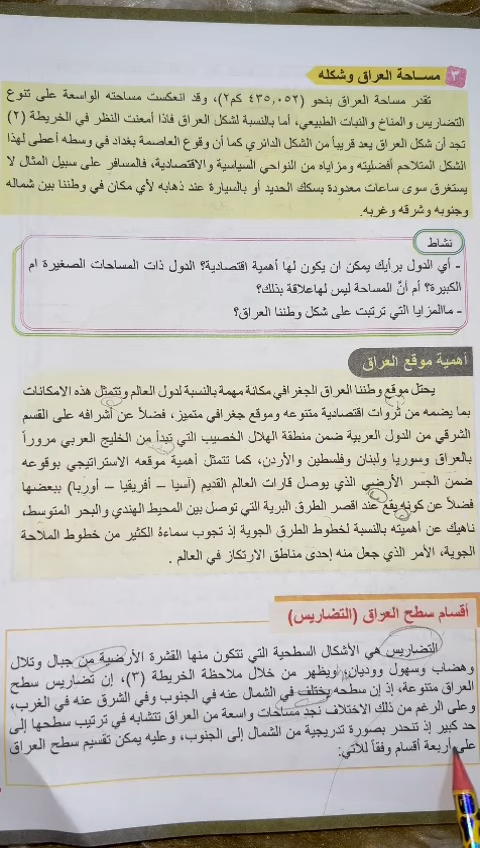 ٣ مساحة العراق وشكله
تقدر مساحة العراق بنحو (٤٣٥,٠٥٢ كم٢)، وقد انعكست مساحته الواسعة على تنوع
التضاريس والمناخ والنبات الطبيعي، أما بالنسبة لشكل العراق فاذا أمعنت النظر في الخريطة (٢)
تجد أن شكل العراق يعد قريباً من الشكل الدائري كما أن وقوع العاصمة بغداد في وسطه أعطى لهذا
الشكل المتلاحم أفضليته ومزاياه من النواحي السياسية والاقتصادية، فالمسافر على سبيل المثال لا
يستغرق سوى ساعات معدودة بسكك الحديد أو بالسيارة عند ذهابه لأي مكان في وطننا بين شماله
وجنوبه وشرقه وغربه.
نشاط
- أي الدول برأيك يمكن ان يكون لها أهمية اقتصادية؟ الدول ذات المساحات الصغيرة ام
الكبيرة؟ أم أنَّ المساحة ليس لهاعلاقة بذلك؟
- ماالمزايا التي ترتبت على شكل وطننا العراق؟
أهمية موقع العراق
يحتل موقع وطننا العراق الجغرافي مكانة مهمة بالنسبة لدول العالم وتتمثل هذه الامكانات
بما يضمه من ثروات اقتصادية متنوعه وموقع جغرافي متميز، فضلاً عن أشرافه على القسم
الشرقي من الدول العربية ضمن منطقة الهلال الخصيب التي تبدأ من الخليج العربي مروراً
بالعراق وسوريا ولبنان وفلسطين والأردن، كما تتمثل أهمية موقعه الاستراتيجي بوقوعه
ضمن الجسر الأرضي الذي يوصل قارات العالم القديم (آسيا – أفريقيا – أوربا) ببعضها
فضلاً عن كونه يقع عند اقصر الطرق البرية التي توصل بين المحيط الهندي والبحر المتوسط،
ناهيك عن أهميته بالنسبة لخطوط الطرق الجوية إذ تجوب سماءهُ الكثير من خطوط الملاحة
الجوية، الأمر الذي جعل منه إحدى مناطق الارتكاز في العالم .
أقسام سطح العراق (التضاريس)
التضاريس هي الأشكال السطحية التي تتكون منها القشرة الأرضية من جبال وتلال
وهضاب وسهول ووديان، ويظهر من خلال ملاحظة الخريطة (٣)، إن تضاريس سطح
العراق متنوعة، إذ إن سطحه يختلف في الشمال عنه في الجنوب وفي الشرق عنه في الغرب،
وعلى الرغم من ذلك الاختلاف نجد مساحات واسعة من العراق تتشابه في ترتيب سطحها إلى
حد كبير إذ تنحدر بصورة تدريجية من الشمال إلى الجنوب، وعليه يمكن تقسيم سطح العراق
على أربعة أقسام وفقاً للآتي: